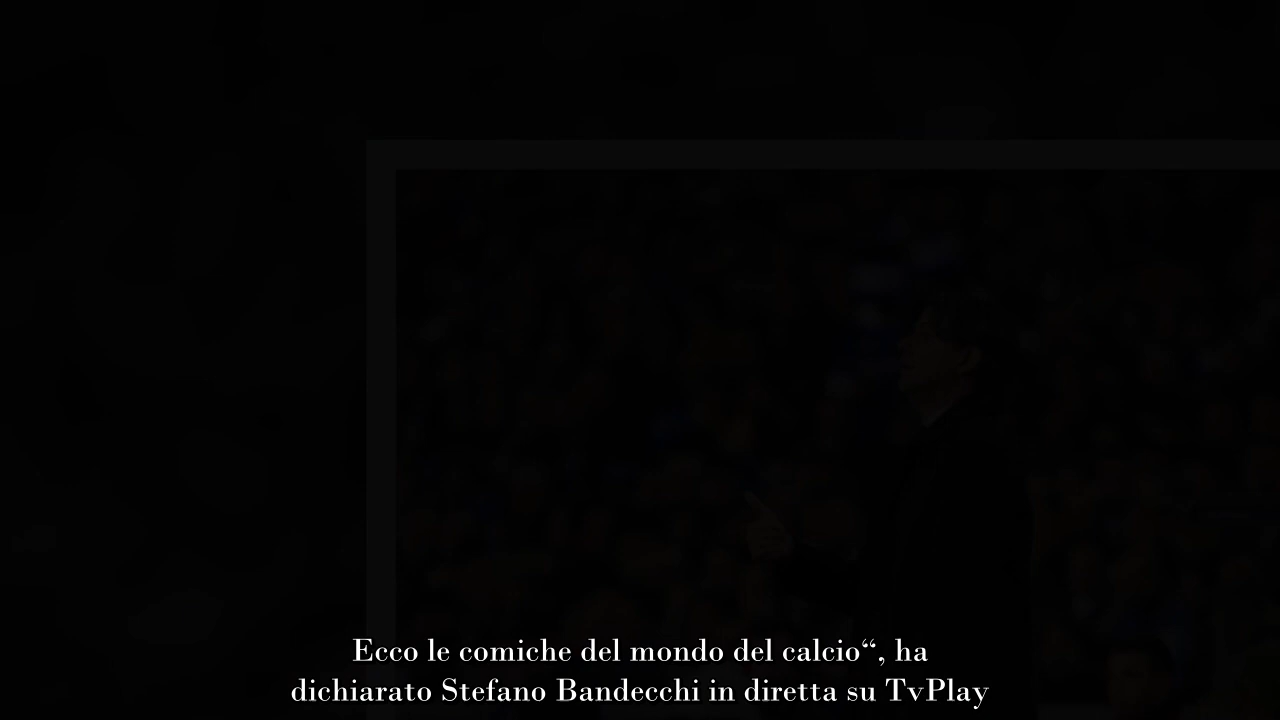 Ecco le comiche del mondo del calcio“, ha
dichiarato Stefano Bandecchi in diretta su TvPlay